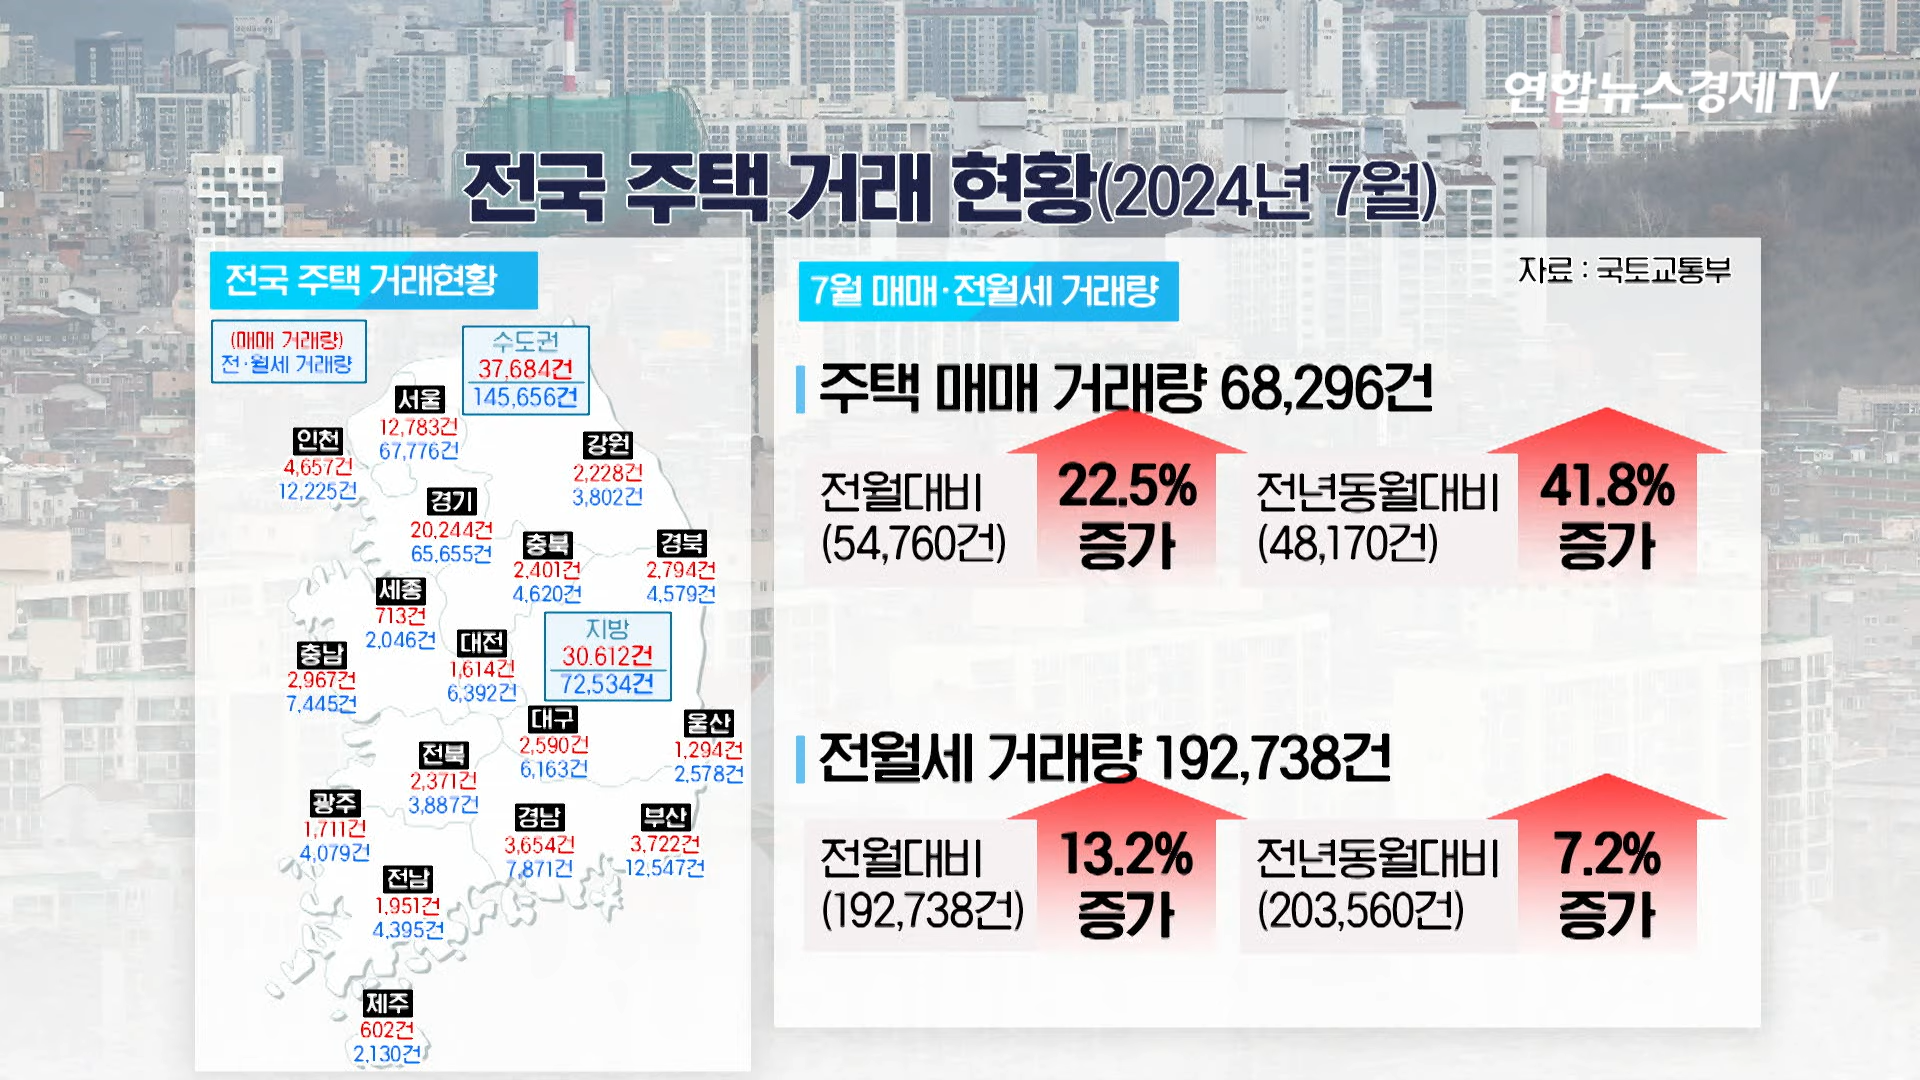 연합뉴스경제TV
전국 주택 거래 현황(2024년 7월)
전국 주택 거래현황
(매매 거래량)
전·월세 거래량
수도권
37,684건
145,656건
서울
12,783건
67,776건
인천
4,657건
12,225건
강원
2,228건
3,802건
경기
20,244건
65,655건
충북
2,401건
4,620건
경북
2,794건
4,579건
세종
713건
2,046건
대전
1,614건
6,392건
지방
30.612건
72,534건
충남
2,967건
7,445건
대구
2,590건
6,163건
울산
1,294건
2,578건
전북
2,371건
3,887건
광주
1,711건
4,079건
경남
3,654건
7,871건
부산
3,722건
12,547건
전남
1,951건
4,395건
제주
602건
2,130건
7월 매매·전월세 거래량
자료 : 국토교통부
주택 매매 거래량 68,296건
전월대비
(54,760건)
22.5%
증가
전년동월대비
(48,170건)
41.8%
증가
전월세 거래량 192,738건
전월대비
(192,738건)
13.2%
증가
전년동월대비
(203,560건)
7.2%
증가